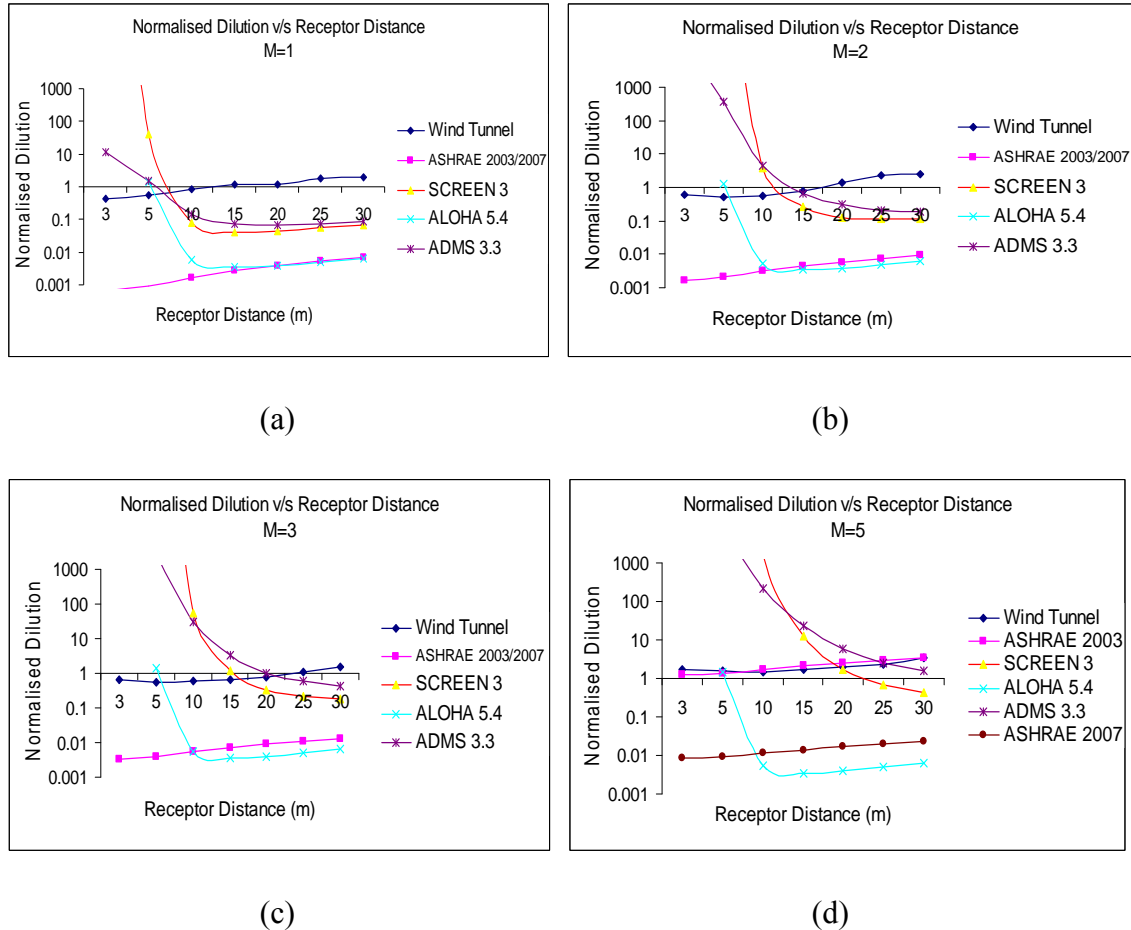 Normalised Dilution v/s Receptor Distance
M=1
Normalised Dilution
1000
100
10
1
0.1
0.01
0.001
3 5 10 15 20 25 30
Receptor Distance (m)
Wind Tunnel
ASHRAE 2003/2007
SCREEN 3
ALOHA 5.4
ADMS 3.3
(a)
Normalised Dilution v/s Receptor Distance
M=2
Normalised Dilution
1000
100
10
1
0.1
0.01
0.001
3 5 10 15 20 25 30
Receptor Distance (m)
Wind Tunnel
ASHRAE 2003/2007
SCREEN 3
ALOHA 5.4
ADMS 3.3
(b)
Normalised Dilution v/s Receptor Distance
M=3
Normalised Dilution
1000
100
10
1
0.1
0.01
0.001
3 5 10 15 20 25 30
Receptor Distance (m)
Wind Tunnel
ASHRAE 2003/2007
SCREEN 3
ALOHA 5.4
ADMS 3.3
(c)
Normalised Dilution v/s Receptor Distance
M=5
Normalised Dilution
1000
100
10
1
0.1
0.01
0.001
3 5 10 15 20 25 30
Receptor Distance (m)
Wind Tunnel
ASHRAE 2003
SCREEN 3
ALOHA 5.4
ADMS 3.3
ASHRAE 2007
(d)